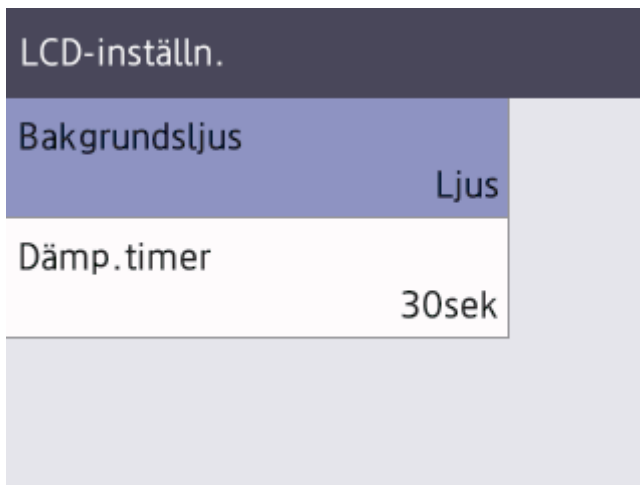 LCD-inställn.
Bakgrundsljus
Ljus
Dämp.timer
30sek